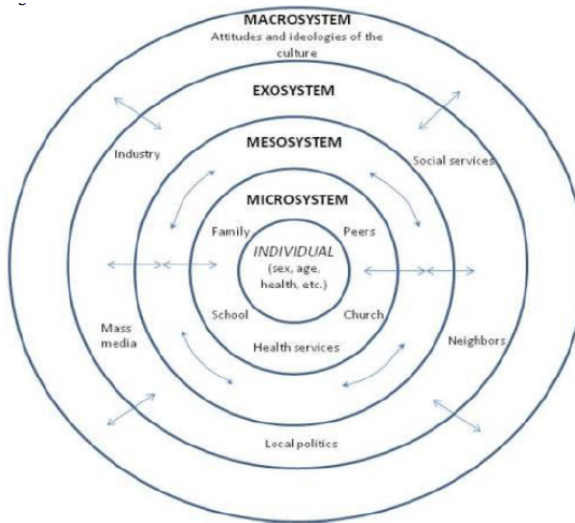 MACROSYSTEM
Attitudes and ideologies of the
culture
EXOSYSTEM
MESOSYSTEM
Industry
Social services
MICROSYSTEM
Family
Peers
INDIVIDUAL
(sex, age,
health, etc.)
School
Church
Mass
media
Health services
Neighbors
Local politics